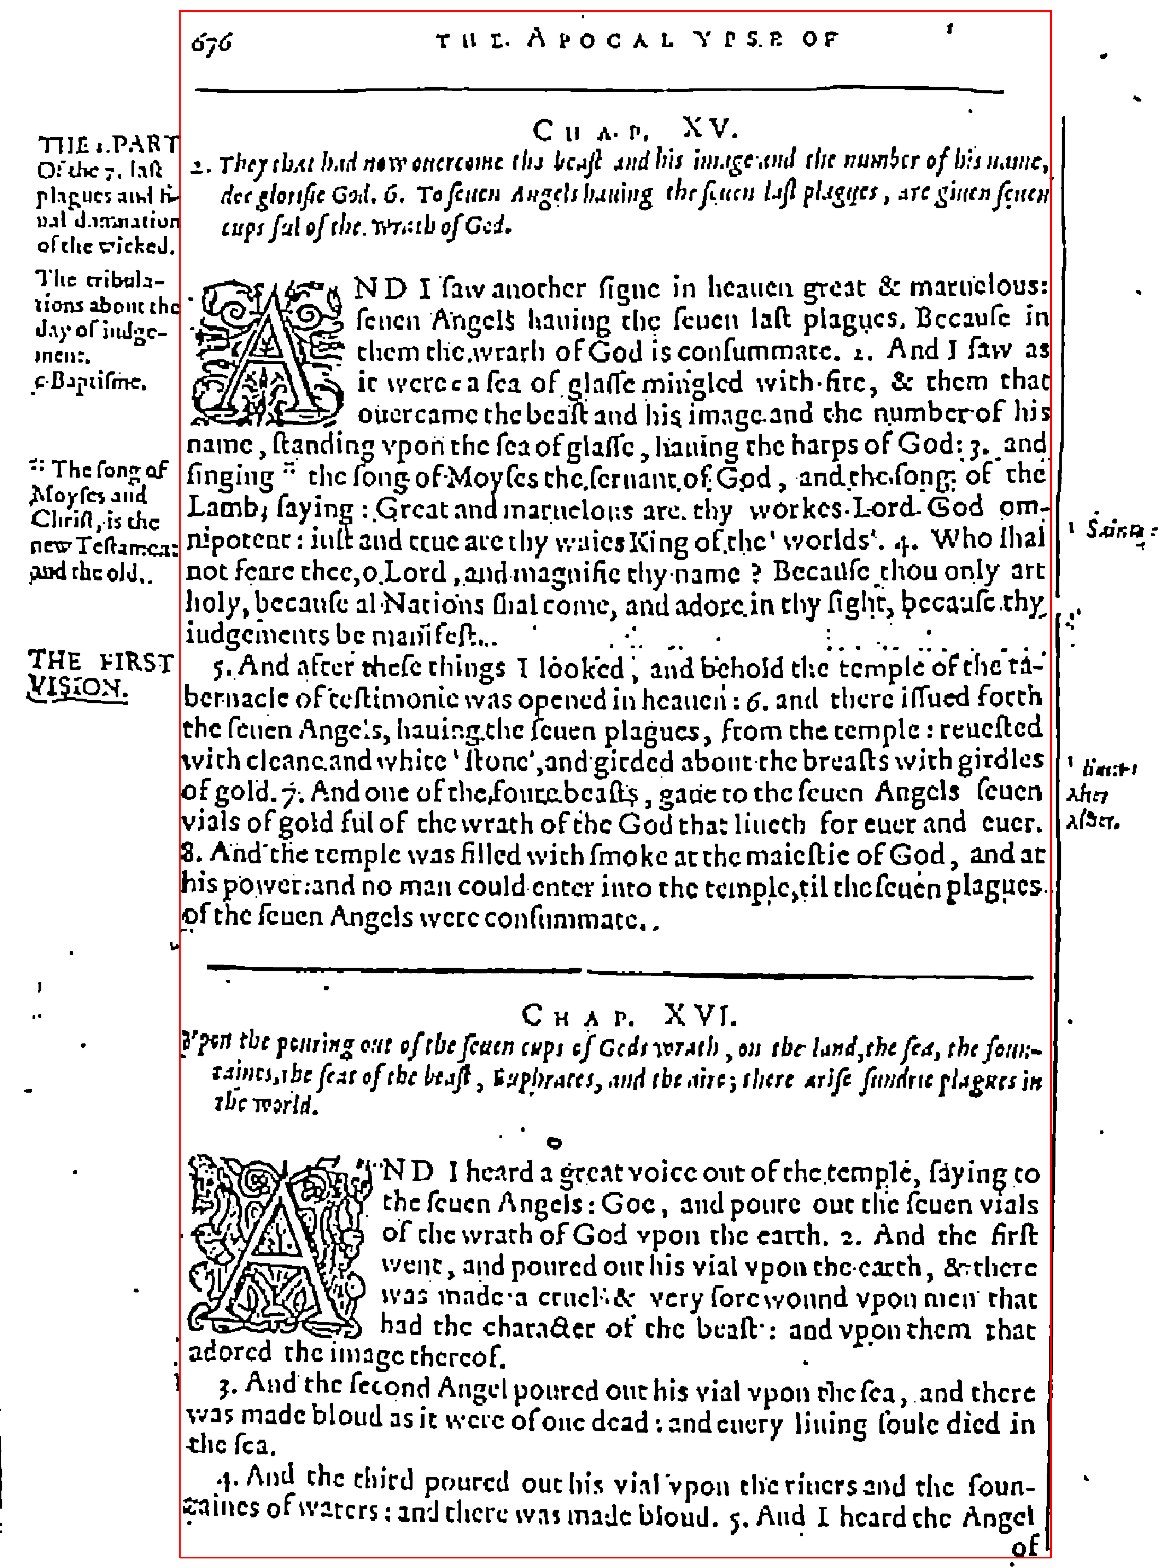 676 THE APOCALYPSE OF
CHAP. XV.
2. They that had now ouercome the beaſt and his image and the number of his name,
doe glorifie God. 6. To ſeuen Angels hauing the ſeuen laſt plagues, are giuen ſeuen
cups ful of the wrath of God.
THE 2. PART
Of the 7. laſt
plagues and fi-
nal damnation
of the wicked.
The tribula-
tions about the
day of iudge-
ment.
c Baptiſme.
∷ The ſong of
Moyſes and
Chriſt, is the
new Teſtament
and the old.
THE FIRST
VISION.
AND I ſaw another ſigne in heauen great & maruelous:
ſeuen Angels hauing the ſeuen laſt plagues. Becauſe in
them the wrath of God is conſummate. 2. And I ſaw as
it were a ſea of glaſſe mingled with fire, & them that
ouercame the beaſt and his image and the number of his
name, ſtanding vpon the ſea of glaſſe, hauing the harps of God: 3. and
ſinging ∷ the ſong of Moyſes the ſeruant of God, and the ſong of the
Lamb, ſaying: Great and maruelous are thy workes Lord God om-
nipotent: iuſt and true are thy waies King of the ' worlds'. 4. Who ſhal
not feare thee, o Lord, and magnifie thy name? Becauſe thou only art
holy, becauſe al Nations ſhal come, and adore in thy ſight, becauſe thy
iudgements be manifeſt.
5. And after theſe things I looked, and behold the temple of the ta-
bernacle of teſtimonie was opened in heauen: 6. and there iſſued forth
the ſeuen Angels, hauing the ſeuen plagues, from the temple: reueſted
with cleane and white ' ſtone', and girded about the breaſts with girdles
of gold. 7. And one of the foure beaſts, gaue to the ſeuen Angels ſeuen
vials of gold ful of the wrath of the God that liueth for euer and euer.
8. And the temple was filled with ſmoke at the maieſtie of God, and at
his power: and no man could enter into the temple, til the ſeuen plagues
of the ſeuen Angels were conſummate.
' Saints
' linnen
after
CHAP. XVI.
Vpon the pouring out of the ſeuen cups of Gods wrath, on the land, the ſea, the foun-
taines, the ſeat of the beaſt, Euphrates, and the aire; there ariſe ſundrie plagues in
the world.
AND I heard a great voice out of the temple, ſaying to
the ſeuen Angels: Goe, and poure out the ſeuen vials
of the wrath of God vpon the earth. 2. And the firſt
went, and poured out his vial vpon the earth, & there
was made a cruel & very ſore wound vpon men that
had the character of the beaſt: and vpon them that
adored the image thereof.
3. And the ſecond Angel poured out his vial vpon the ſea, and there
was made bloud as it were of one dead: and euery liuing ſoule died in
the ſea.
4. And the third poured out his vial vpon the riuers and the foun-
taines of waters: and there was made bloud. 5. And I heard the Angel
of